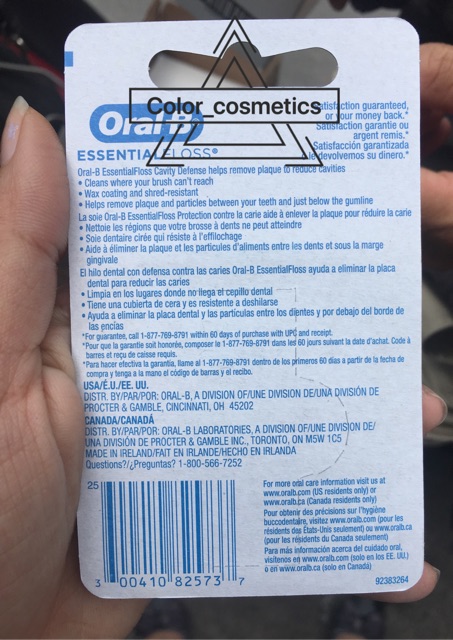 Color_cosmetics
Satisfaction guaranteed,
or your money back.*
Satisfaction garantie ou
argent remis.*
Satisfacción garantizada
le devolvemos su dinero.*
Oral-B
ESSENTIALFLOSS®
Oral-B EssentialFloss Cavity Defense helps remove plaque to reduce cavities
• Cleans where your brush can't reach
• Wax coating and shred-resistant
• Helps remove plaque and particles between your teeth and just below the gumline
La soie Oral-B EssentialFloss Protection contre la carie aide à enlever la plaque pour réduire la carie
• Nettoie les régions que votre brosse à dents ne peut atteindre
• Soie dentaire cirée qui résiste à l'effilochage
• Aide à éliminer la plaque et les particules d'aliments entre les dents et sous la marge
gingivale
El hilo dental con defensa contra las caries Oral-B EssentialFloss ayuda a eliminar la placa
dental para reducir las caries
• Limpia en los lugares donde no llega el cepillo dental
• Tiene una cubierta de cera y es resistente a deshilarse
• Ayuda a eliminar la placa dental y las partículas entre los dientes y por debajo del borde de
las encías
*For guarantee, call 1-877-769-8791 within 60 days of purchase with UPC and receipt.
*Pour que la garantie soit honorée, composer le 1-877-769-8791 dans les 60 jours suivant la date d'achat. Code à
barres et reçu de caisse requis.
*Para hacer efectiva la garantía, llame al 1-877-769-8791 dentro de los primeros 60 días a partir de la fecha de
compra y tenga a la mano el código de barras y el recibo.
USA/É.U./EE. UU.
DISTR. BY/PAR/POR: ORAL-B, A DIVISION OF/UNE DIVISION DE/UNA DIVISIÓN DE
PROCTER & GAMBLE, CINCINNATI, OH 45202
CANADA/CANADÁ
DISTR. BY/PAR/POR: ORAL-B LABORATORIES, A DIVISION OF/UNE DIVISION DE/
UNA DIVISIÓN DE PROCTER & GAMBLE INC., TORONTO, ON M5W 1C5
MADE IN IRELAND/FAIT EN IRLANDE/HECHO EN IRLANDA
Questions?/¿Preguntas? 1-800-566-7252
25
3 00410 82573 7
For more oral care information visit us at
www.oralb.com (US residents only) or
www.oralb.ca (Canada residents only)
Pour obtenir des précisions sur l'hygiène
buccodentaire, visitez www.oralb.com (pour les
résidents des États-Unis seulement) ou www.oralb.ca
(pour les résidents du Canada seulement)
Para más información acerca del cuidado oral,
visítenos en www.oralb.com (solo en los EE. UU.)
o en www.oralb.ca (solo en Canadá)
92383264